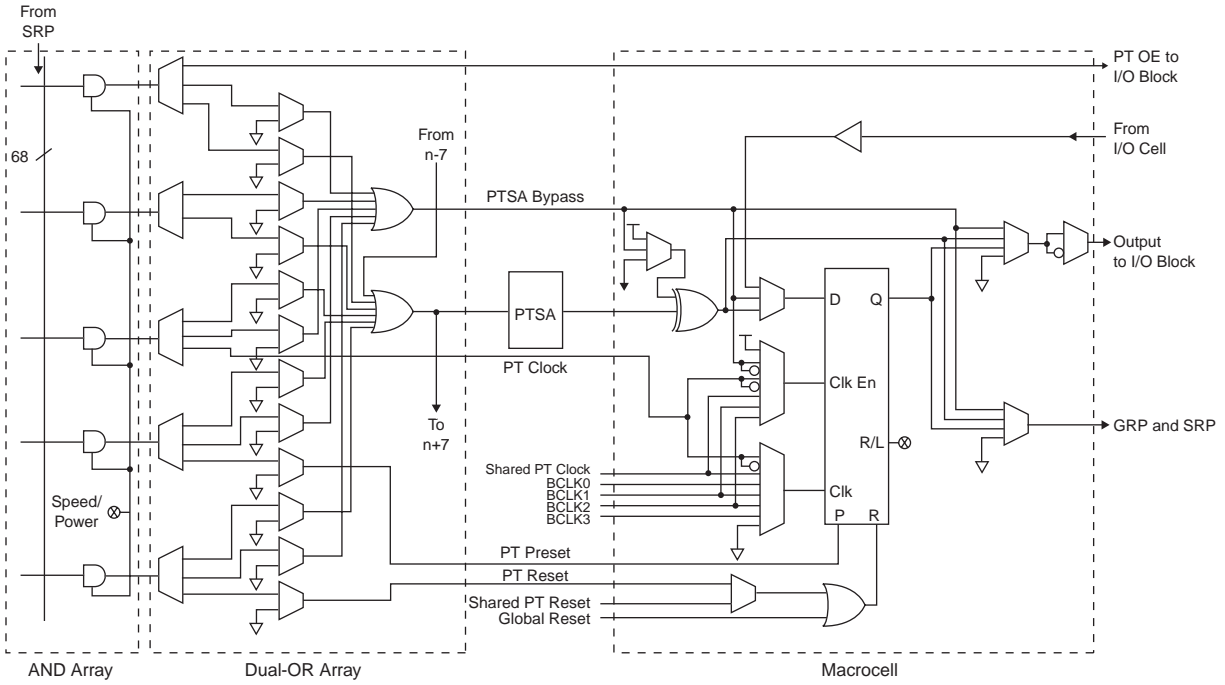 From
SRP
PT OE to
I/O Block
From
I/O Cell
From
n-7
68
PTSA Bypass
Output
to I/O Block
D
Q
PTSA
PT Clock
Clk En
To
n+7
GRP and SRP
R/L
Shared PT Clock
BCLK0
BCLK1
BCLK2
BCLK3
Clk
Speed/
Power
P
R
PT Preset
PT Reset
Shared PT Reset
Global Reset
AND Array
Dual-OR Array
Macrocell